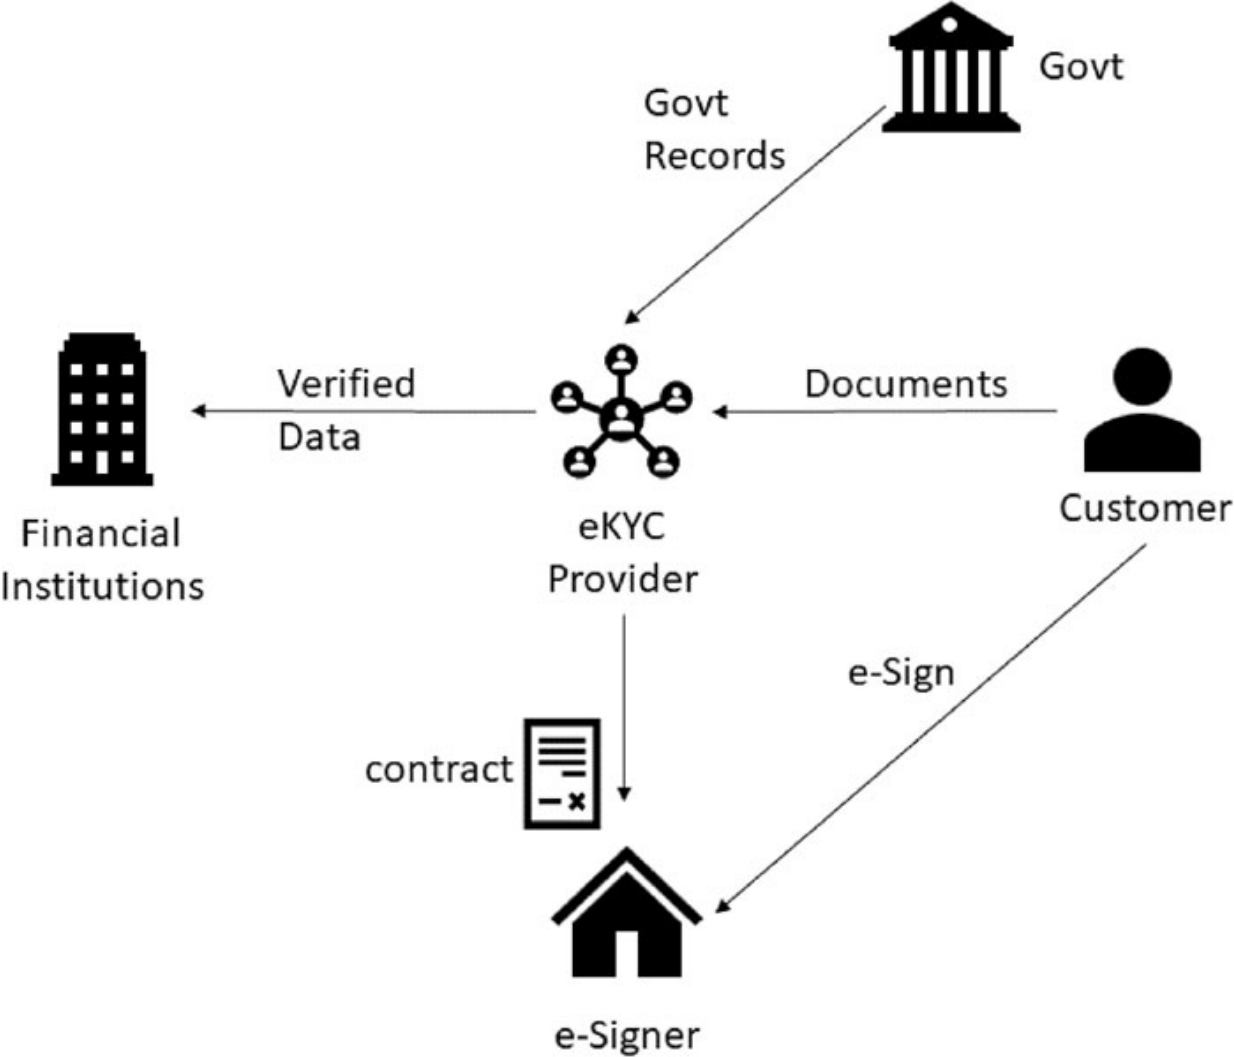 Govt
Govt
Records
Verified
Data
Documents
Financial
Institutions
eKYC
Provider
Customer
e-Sign
contract
e-Signer